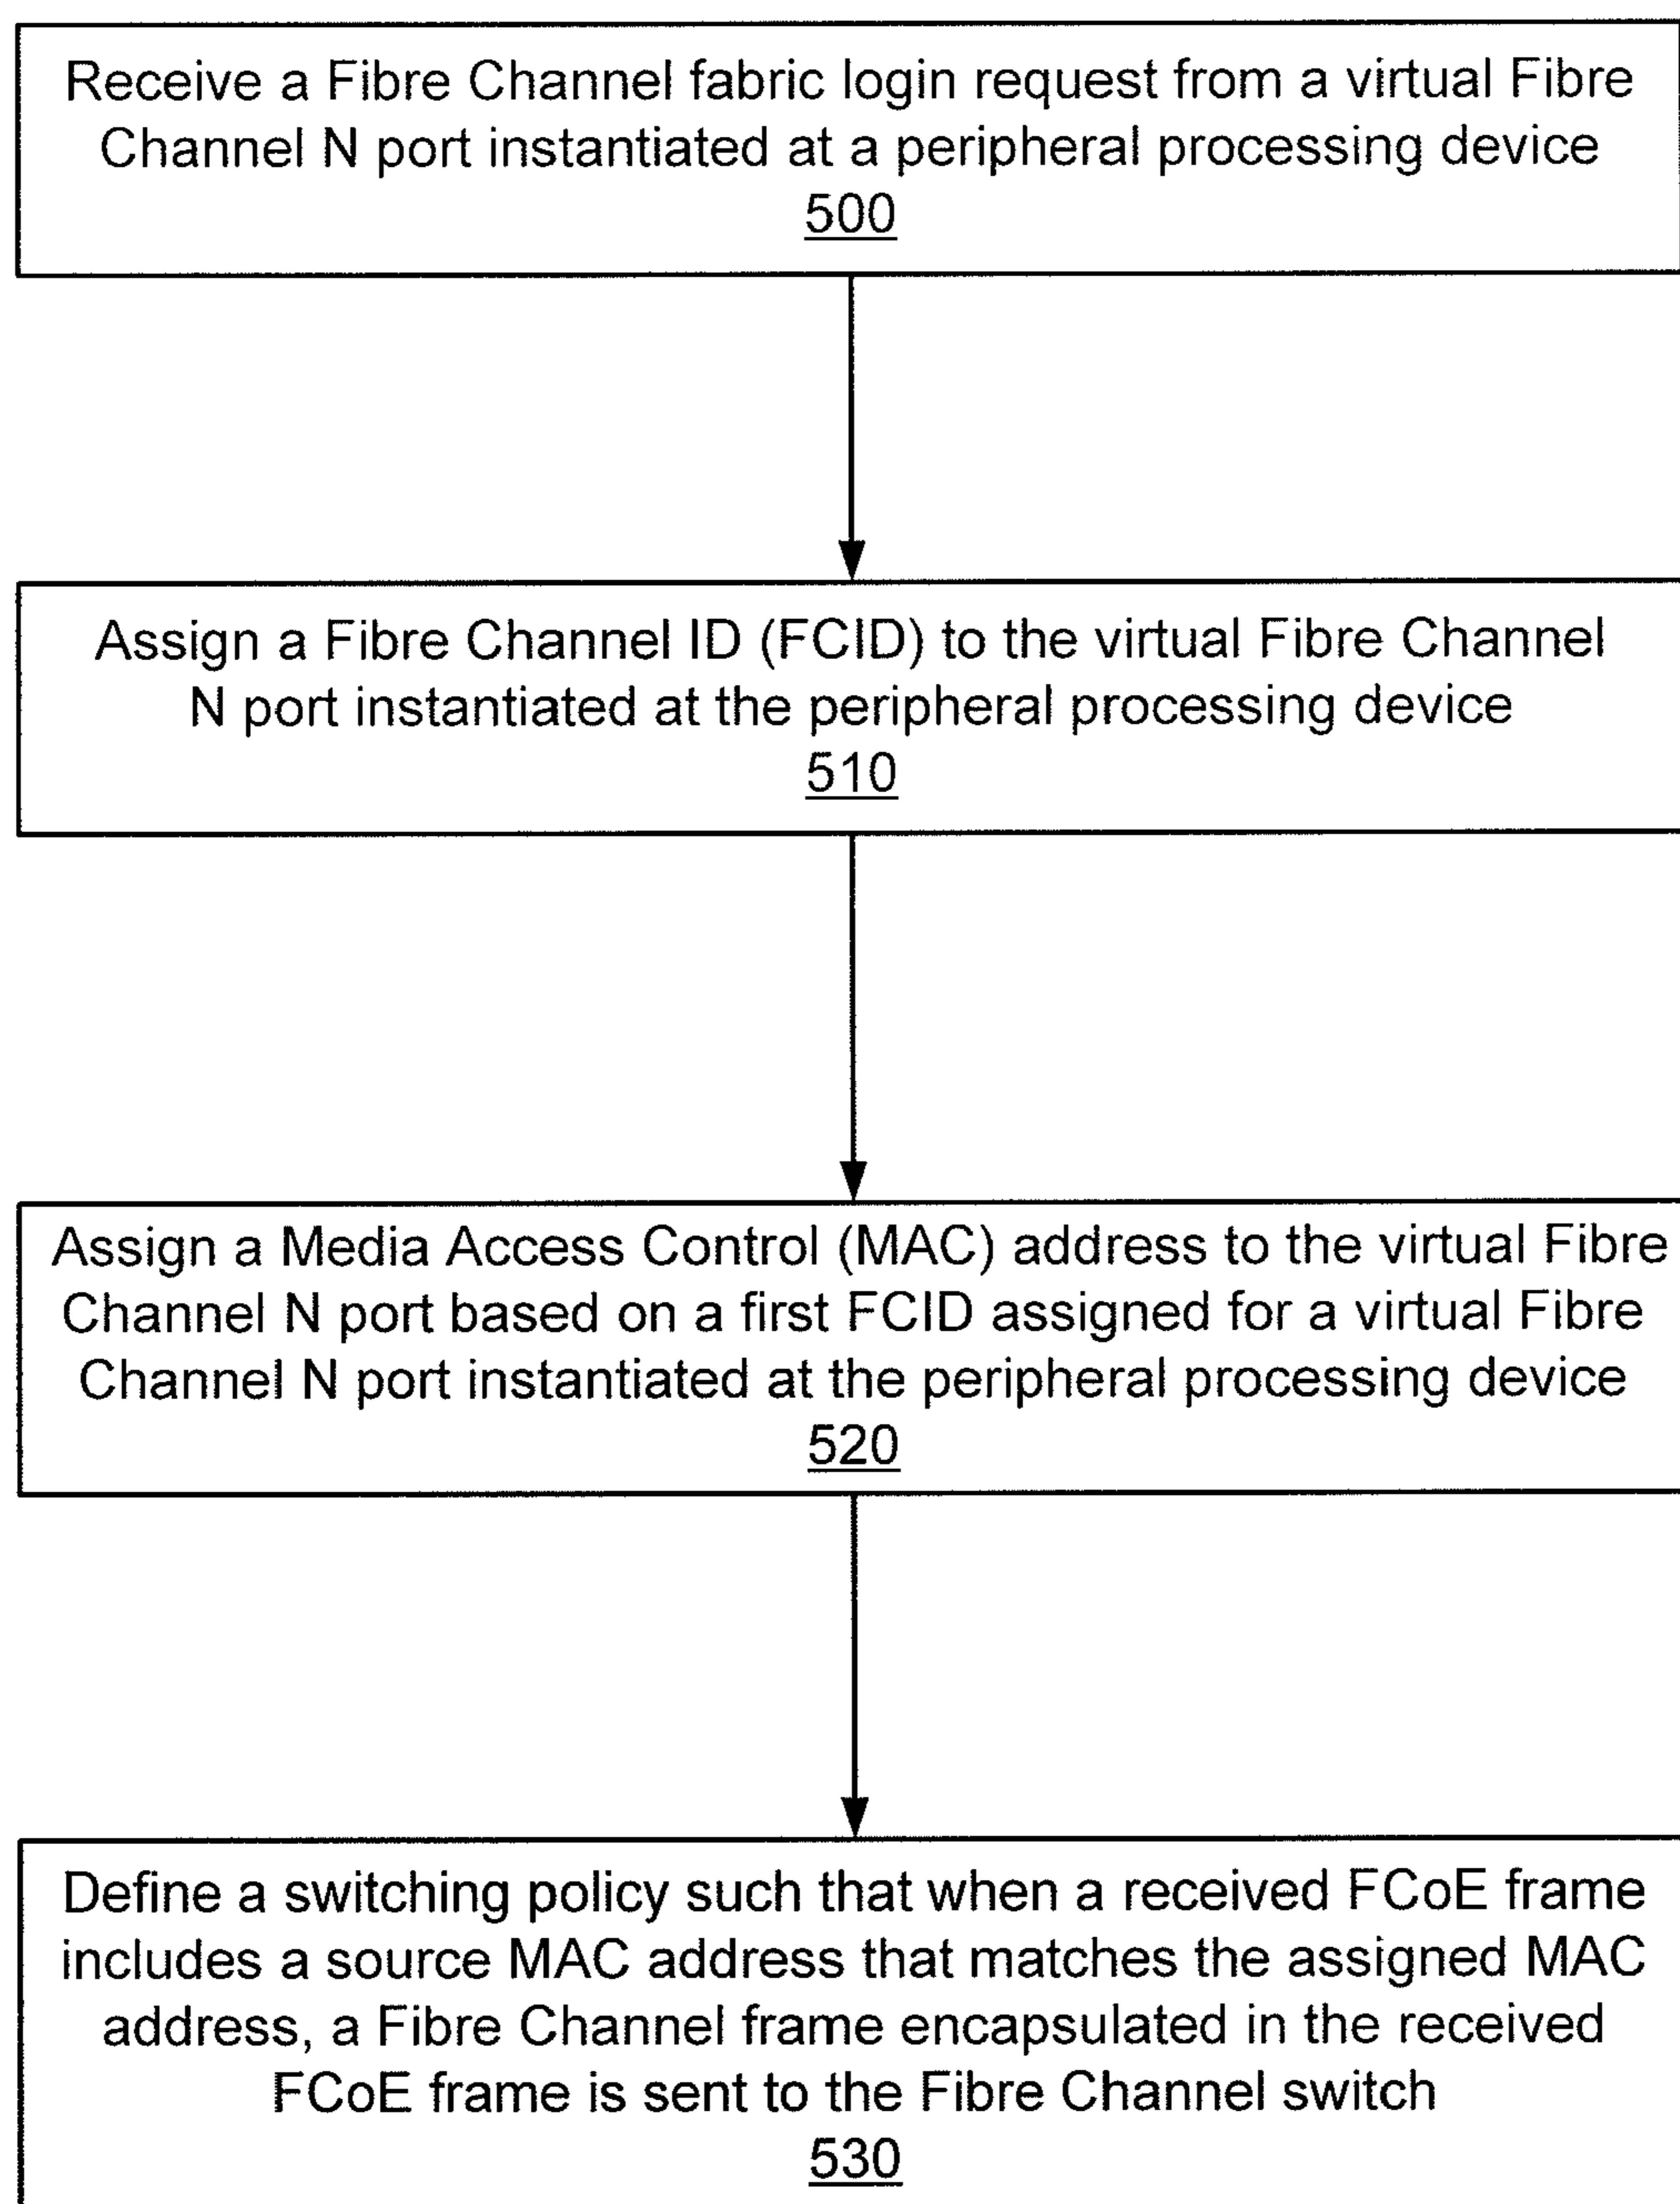 Receive a Fibre Channel fabric login request from a virtual Fibre
Channel N port instantiated at a peripheral processing device
500
Assign a Fibre Channel ID (FCID) to the virtual Fibre Channel
N port instantiated at the peripheral processing device
510
Assign a Media Access Control (MAC) address to the virtual Fibre
Channel N port based on a first FCID assigned for a virtual Fibre
Channel N port instantiated at the peripheral processing device
520
Define a switching policy such that when a received FCoE frame
includes a source MAC address that matches the assigned MAC
address, a Fibre Channel frame encapsulated in the received
FCoE frame is sent to the Fibre Channel switch
530